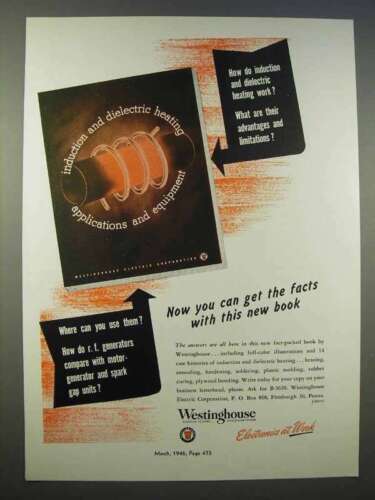 How do induction
and dielectric
heating work?
What are their
advantages and
limitations?
induction and dielectric heating
applications and equipment
WESTINGHOUSE ELECTRIC CORPORATION
Where can you use them?
How do r.f. generators
compare with motor-
generator and spark
gap units?
Now you can get the facts
with this new book
The answers are all here in this new fact-packed book by
Westinghouse . . . including full-color illustrations and 14
case histories of induction and dielectric heating . . . brazing,
annealing, hardening, soldering, plastic molding, rubber
curing, plywood bonding. Write today for your copy on your
business letterhead, please. Ask for Westinghouse
Electric Corporation, P. O. Box 868, Pittsburgh 30, Penna.
Westinghouse
Electronics at Work
March, 1946, Page 433